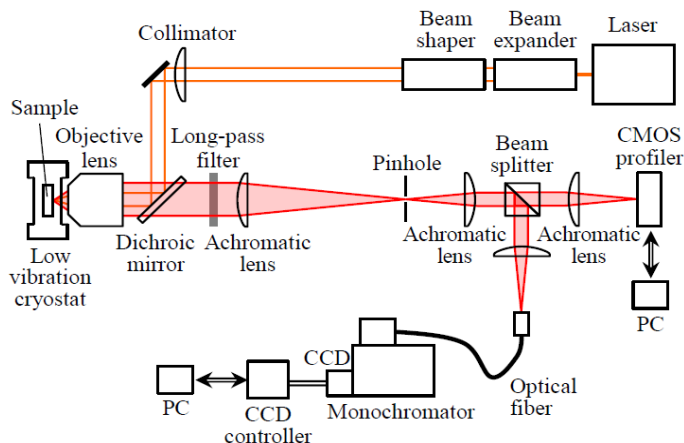 Collimator
Beam
shaper
Beam
expander
Laser
Sample
Objective
lens
Long-pass
filter
Pinhole
Beam
splitter
CMOS
profiler
Low
vibration
cryostat
Dichroic
mirror
Achromatic
lens
Achromatic
lens
Achromatic
lens
PC
PC
CCD
controller
CCD
Monochromator
Optical
fiber